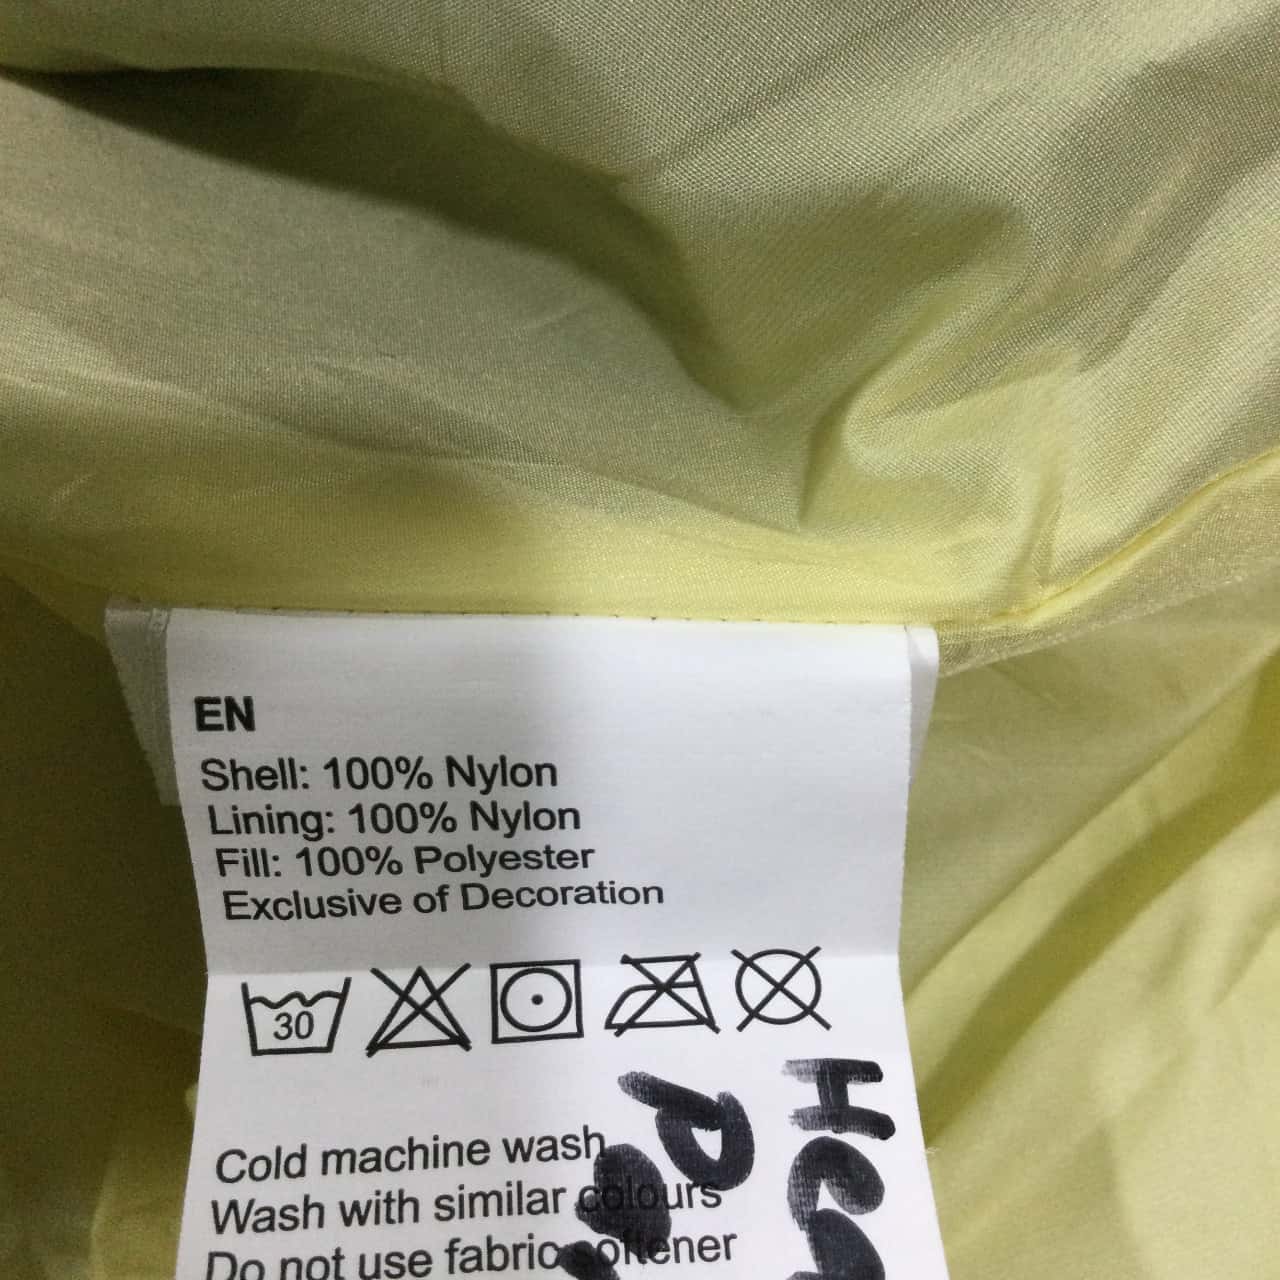 EN
Shell: 100% Nylon
Lining: 100% Nylon
Fill: 100% Polyester
Exclusive of Decoration
30
Cold machine wash
Wash with similar colours
Do not use fabric softener